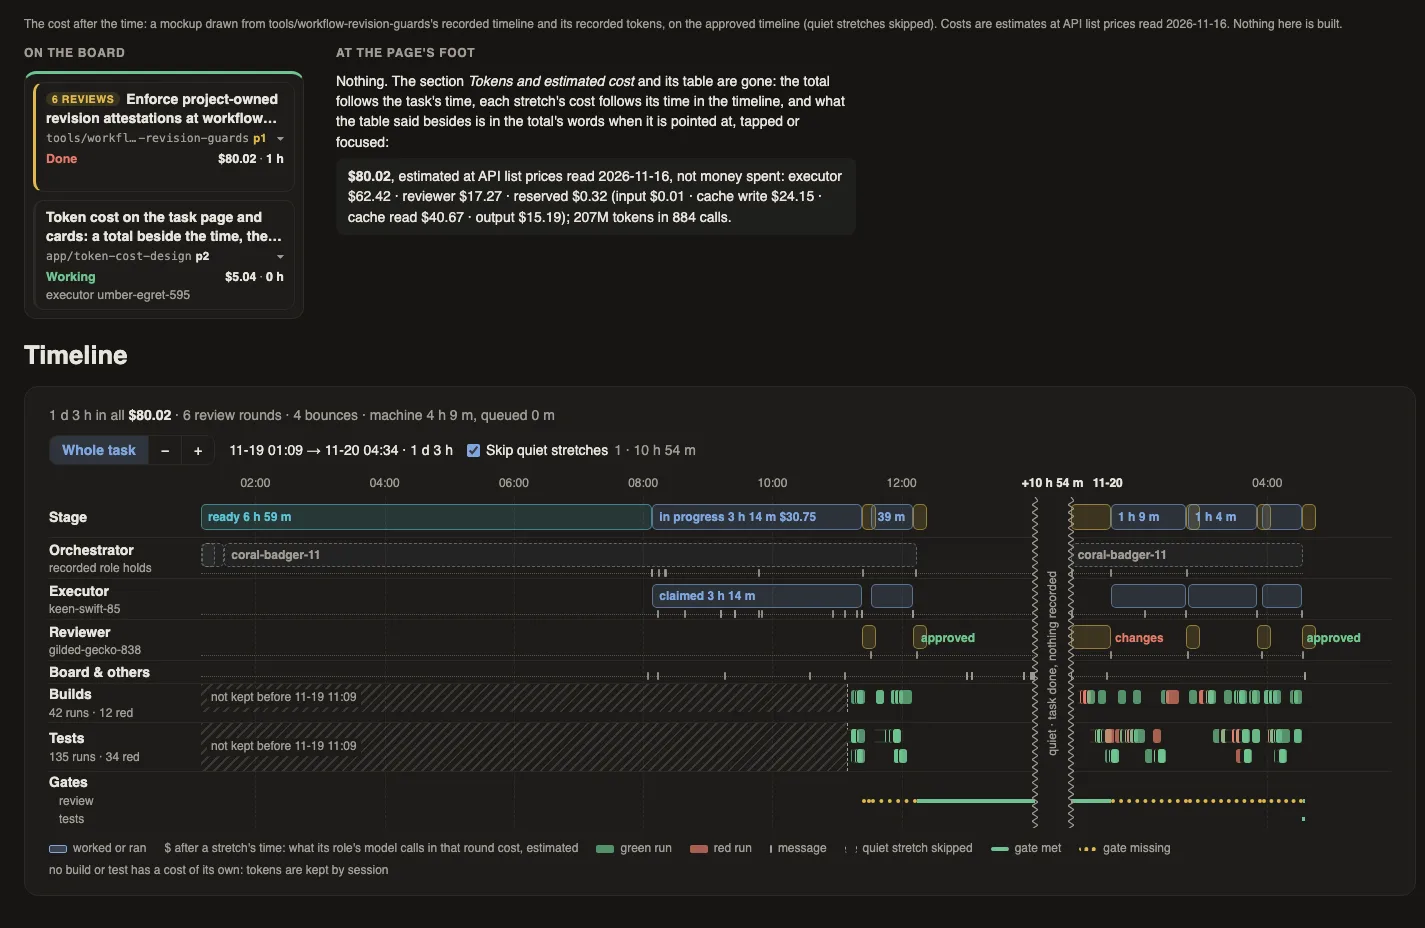 The cost after the time: a mockup drawn from tools/workflow-revision-guards's recorded timeline and its recorded tokens, on the approved timeline (quiet stretches skipped). Costs are estimates at API list prices read 2026-11-16. Nothing here is built.
ON THE BOARD
6 REVIEWS Enforce project-owned
revision attestations at workflow...
tools/workfl…-revision-guards p1
Done $80.02 · 1 h
Token cost on the task page and
cards: a total beside the time, the...
app/token-cost-design p2
Working $5.04 · 0 h
executor umber-egret-595
AT THE PAGE'S FOOT
Nothing. The section Tokens and estimated cost and its table are gone: the total
follows the task's time, each stretch's cost follows its time in the timeline, and what
the table said besides is in the total's words when it is pointed at, tapped or
focused:
$80.02, estimated at API list prices read 2026-11-16, not money spent: executor
$62.42 · reviewer $17.27 · reserved $0.32 (input $0.01 · cache write $24.15 ·
cache read $40.67 · output $15.19); 207M tokens in 884 calls.
Timeline
1 d 3 h in all $80.02 · 6 review rounds · 4 bounces · machine 4 h 9 m, queued 0 m
Whole task − + 11-19 01:09 → 11-20 04:34 · 1 d 3 h Skip quiet stretches 1 · 10 h 54 m
02:00 04:00 06:00 08:00 10:00 12:00 +10 h 54 m 11-20 04:00
Stage ready 6 h 59 m in progress 3 h 14 m $30.75 39 m 1 h 9 m 1 h 4 m
Orchestrator coral-badger-11 coral-badger-11
recorded role holds
Executor claimed 3 h 14 m
keen-swift-85
Reviewer approved changes approved
gilded-gecko-838
Board & others
quiet · task done, nothing recorded
Builds not kept before 11-19 11:09
42 runs · 12 red
Tests not kept before 11-19 11:09
135 runs · 34 red
Gates
review
tests
worked or ran $ after a stretch's time: what its role's model calls in that round cost, estimated green run red run message quiet stretch skipped gate met gate missing
no build or test has a cost of its own: tokens are kept by session